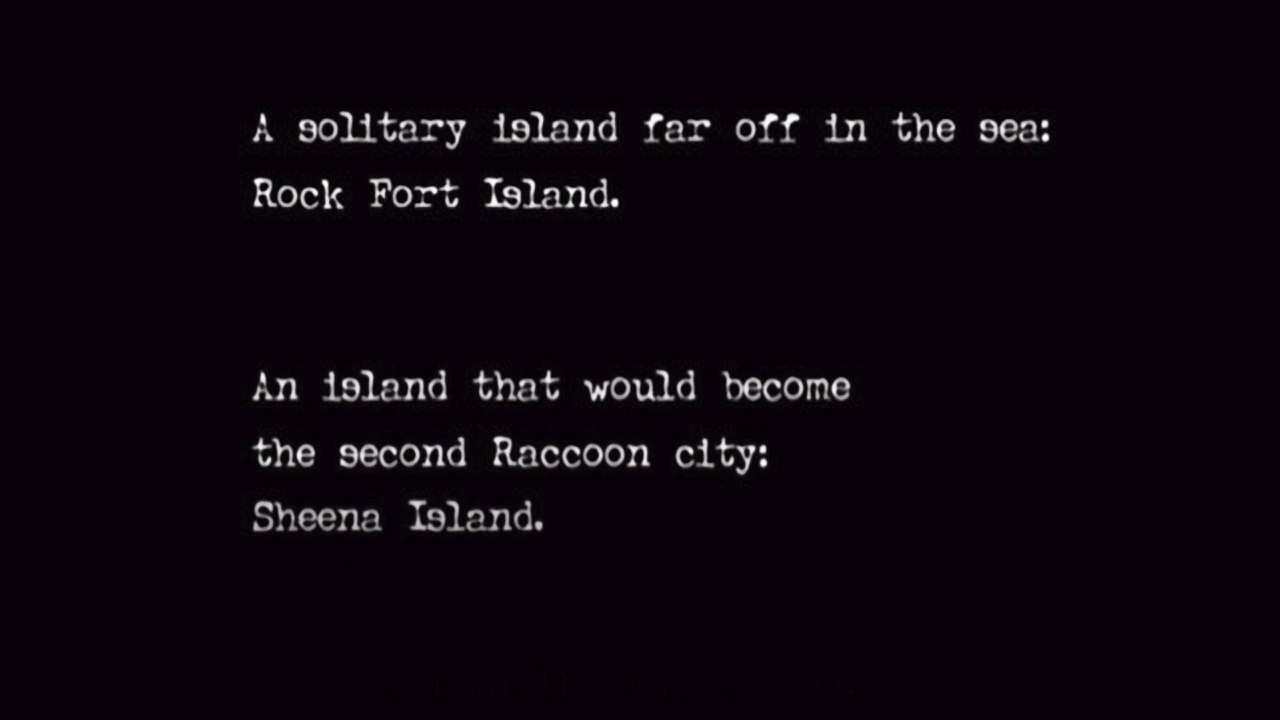 A solitary island far off in the sea:
Rock Fort Island.
An island that would become
the second Raccoon city:
Sheena Island.